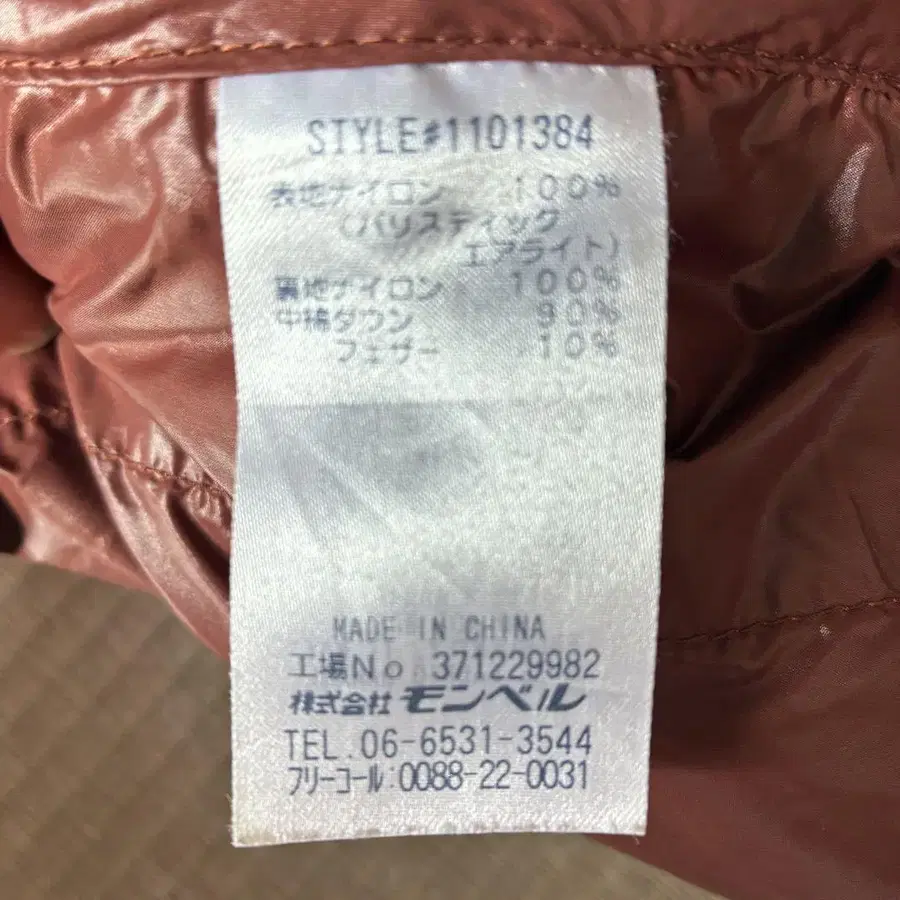 STYLE#1101384
表地ナイロン 100%
(バリスティック
エアライト)
裏地ナイロン 100%
中綿ダウン 90%
フェザー 10%
MADE IN CHINA
工場No 371229982
株式会社 モンベル
TEL.06-6531-3544
フリーコール:0088-22-0031